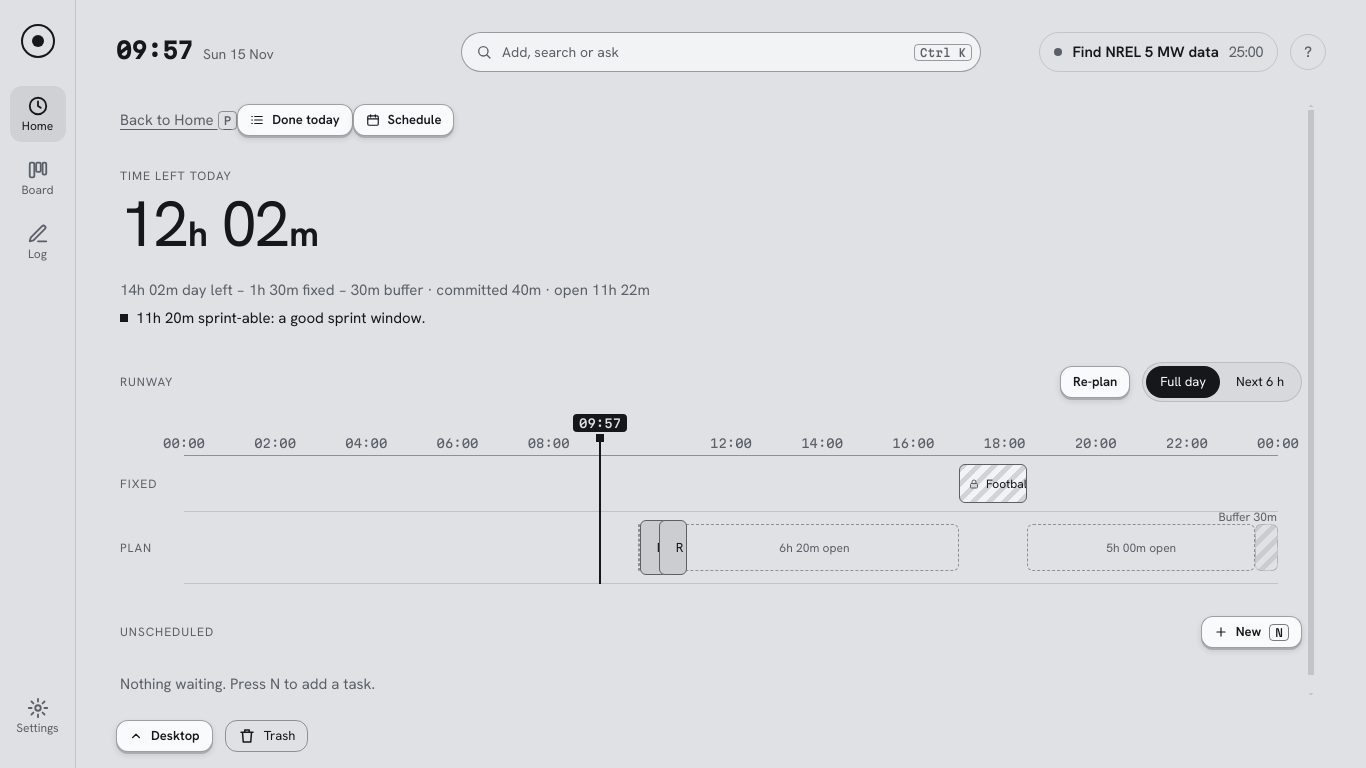 09:57 Sun 15 Nov
Add, search or ask
Ctrl K
Find NREL 5 MW data 25:00
?
Home
Board
Log
Settings
Back to Home P
Done today
Schedule
TIME LEFT TODAY
12h 02m
14h 02m day left – 1h 30m fixed – 30m buffer · committed 40m · open 11h 22m
11h 20m sprint-able: a good sprint window.
RUNWAY
Re-plan
Full day
Next 6 h
09:57
00:00 02:00 04:00 06:00 08:00 12:00 14:00 16:00 18:00 20:00 22:00 00:00
FIXED
Footbal
Buffer 30m
PLAN
R
6h 20m open
5h 00m open
UNSCHEDULED
New N
Nothing waiting. Press N to add a task.
Desktop
Trash